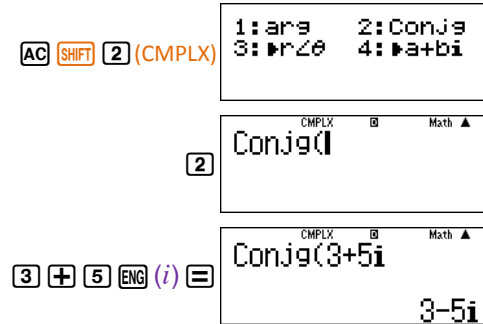 AC SHIFT 2 (CMPLX)
1:arg 2:Conjg
3:▶r∠θ 4:▶a+bi
2
CMPLX D Math ▲
Conjg(
3 + 5 ENG (i) =
CMPLX D Math ▲
Conjg(3+5i
3-5i